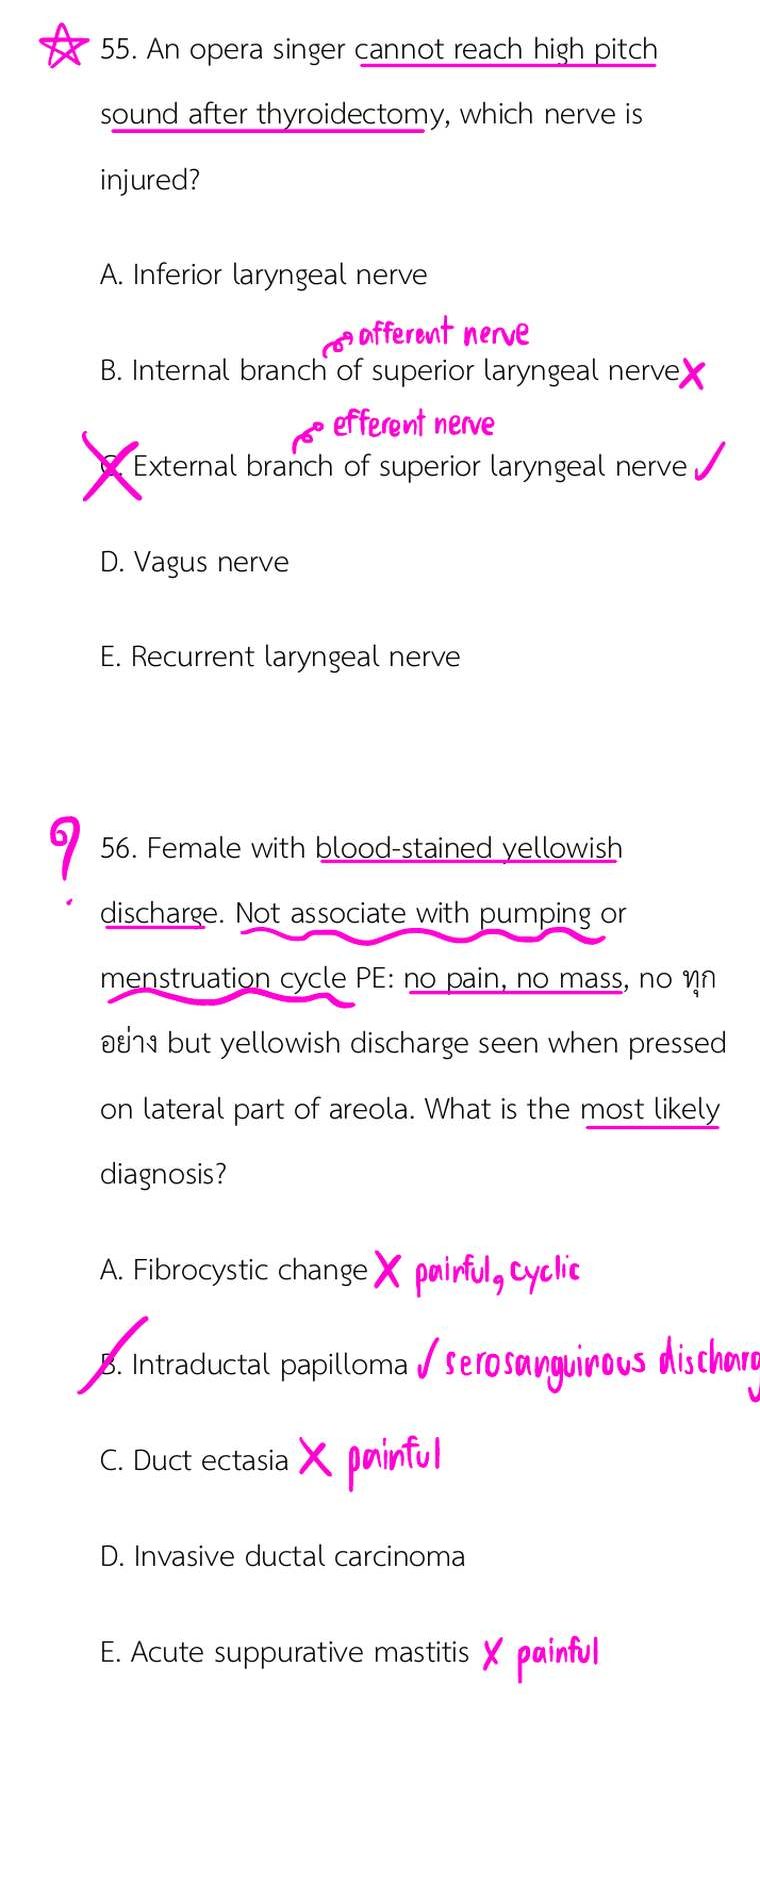 55. An opera singer cannot reach high pitch
sound after thyroidectomy, which nerve is
injured?
A. Inferior laryngeal nerve
afferent nerve
B. Internal branch of superior laryngeal nerve X
efferent nerve
C. External branch of superior laryngeal nerve ✓
D. Vagus nerve
E. Recurrent laryngeal nerve
? 56. Female with blood-stained yellowish
discharge. Not associate with pumping or
menstruation cycle PE: no pain, no mass, no ทุก
อย่าง but yellowish discharge seen when pressed
on lateral part of areola. What is the most likely
diagnosis?
A. Fibrocystic change X painful, cyclic
B. Intraductal papilloma ✓ serosanguinous discharg
C. Duct ectasia X painful
D. Invasive ductal carcinoma
E. Acute suppurative mastitis X painful